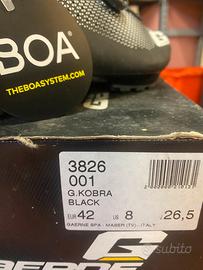 BOA
THEBOASYSTEM.COM
G
3826
001
G.KOBRA
BLACK
EUR 42 US 8 26,5
GAERNE SPA - MASER (TV) - ITALY
G
GAERNE
subito